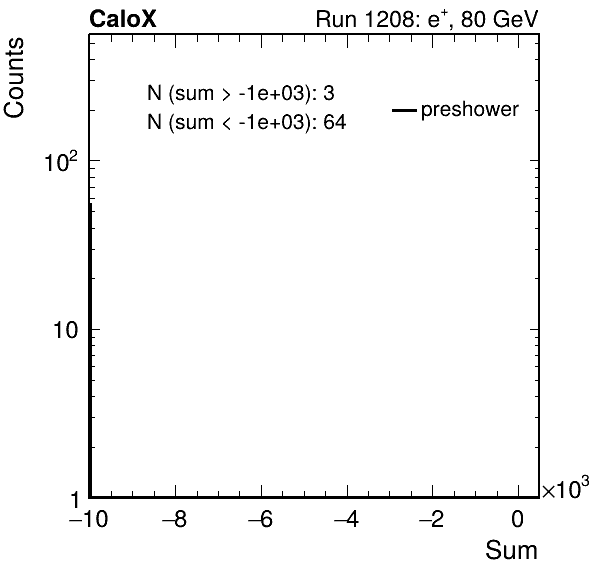 CaloX
Run 1208: e+, 80 GeV
Counts
N (sum > -1e+03): 3
N (sum < -1e+03): 64
preshower
10²
10
1
−10 −8 −6 −4 −2 0
×10³
Sum